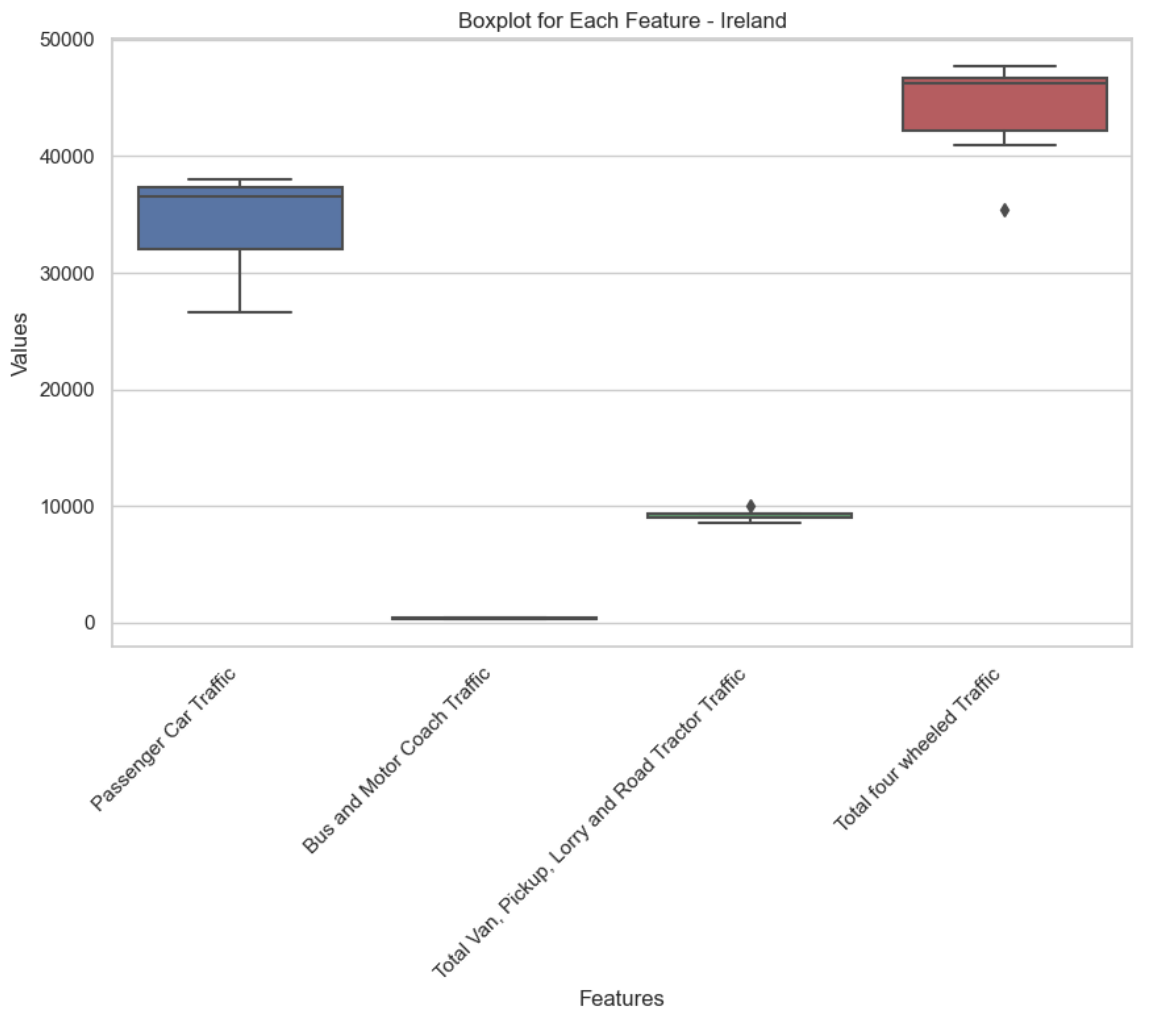 Boxplot for Each Feature - Ireland
50000
40000
30000
20000
10000
0
Values
Passenger Car Traffic
Bus and Motor Coach Traffic
Total Van, Pickup, Lorry and Road Tractor Traffic
Total four wheeled Traffic
Features